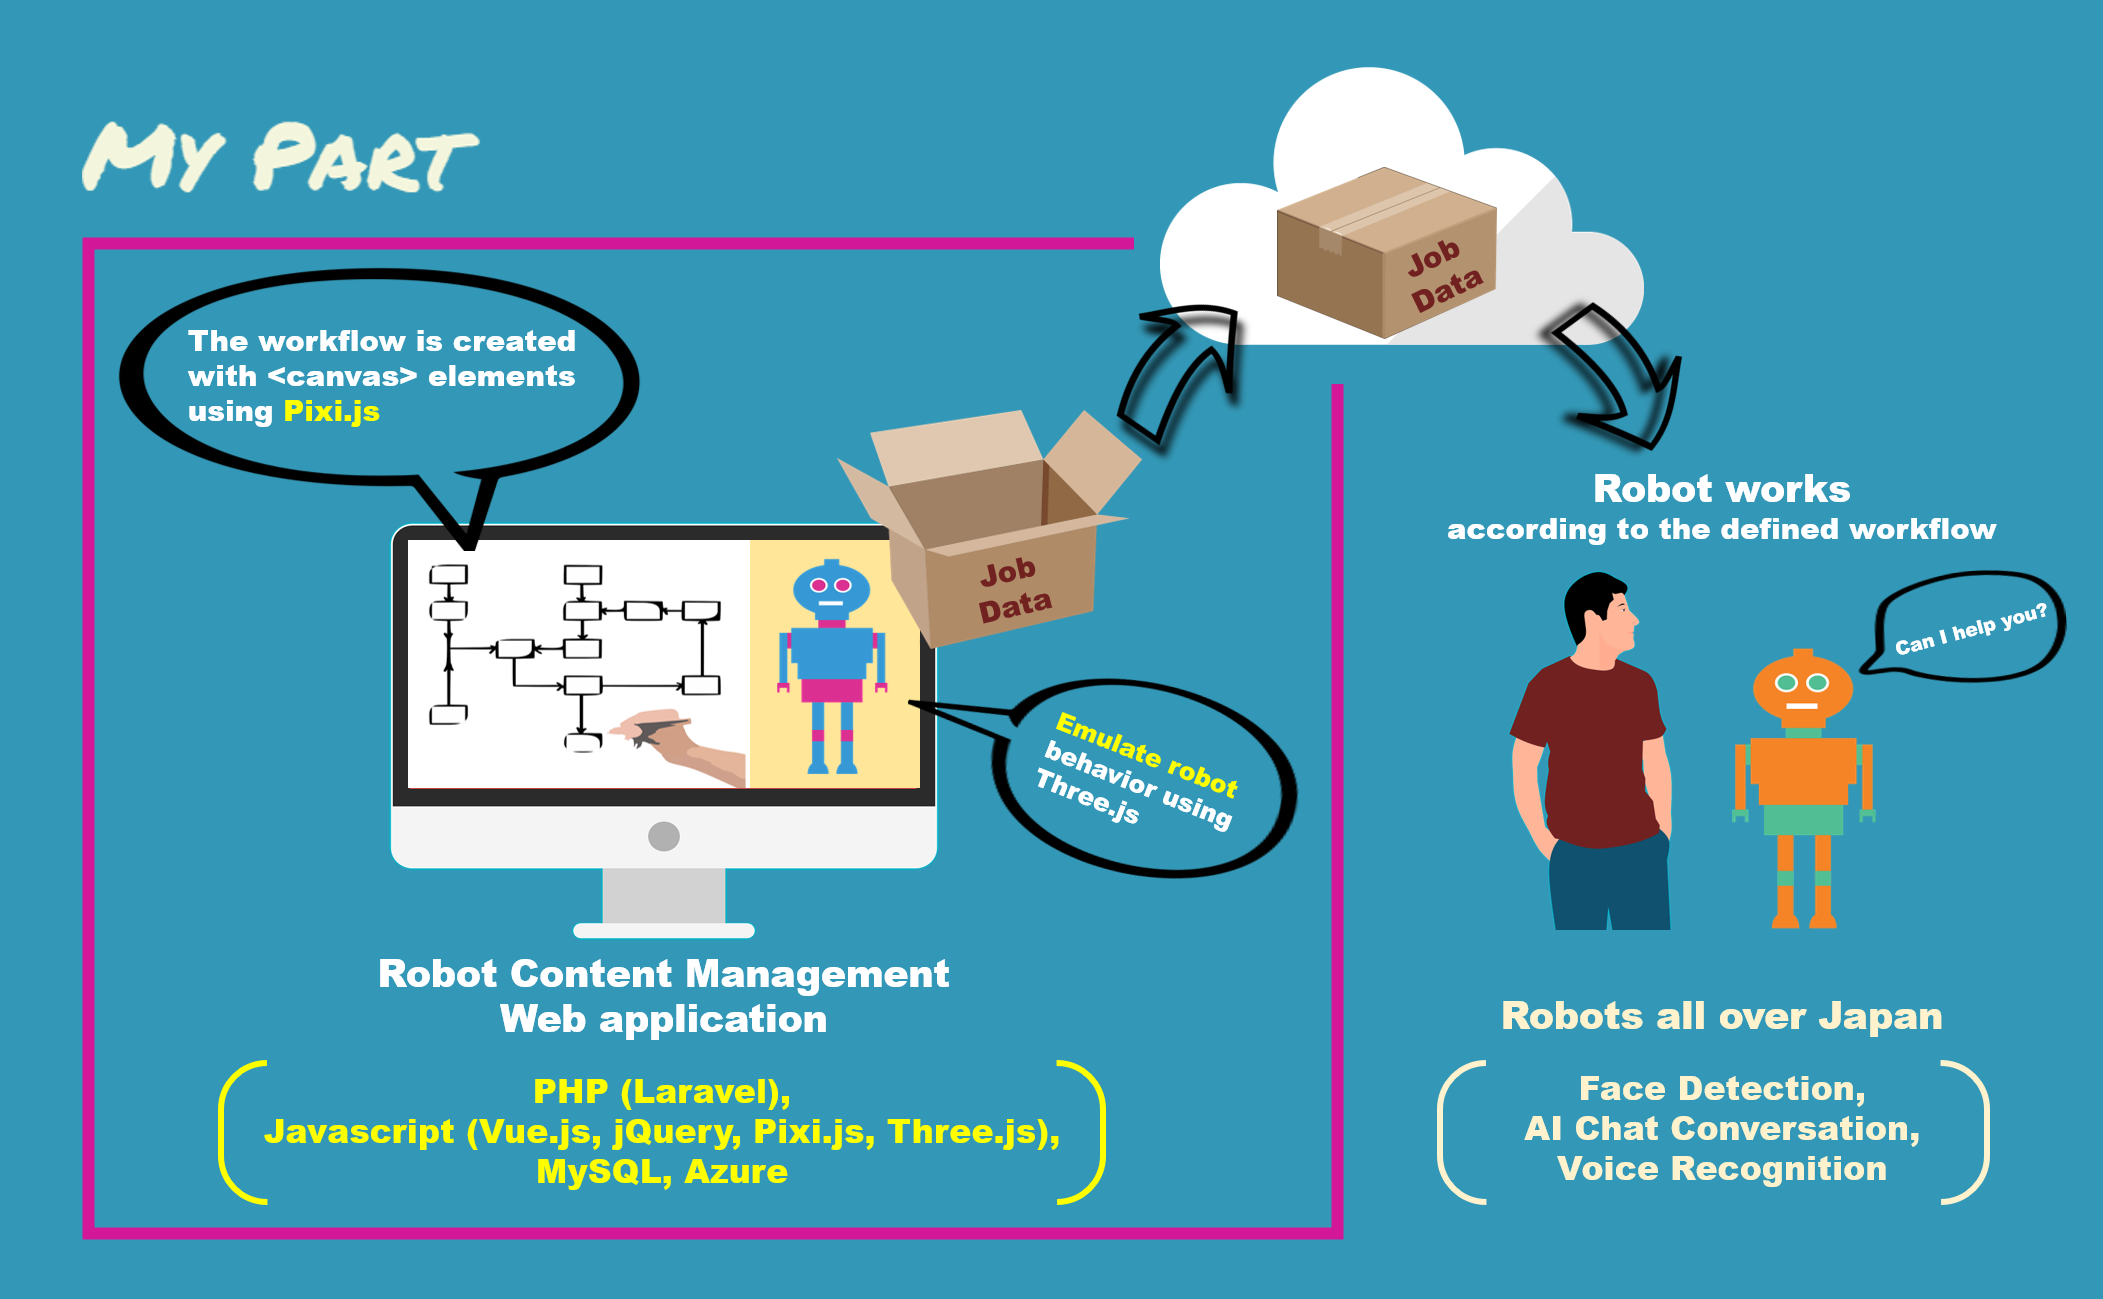 My Part
The workflow is created
with <canvas> elements
using Pixi.js
Job
Data
Job
Data
Emulate robot
behavior using
Three.js
Robot Content Management
Web application
PHP (Laravel),
Javascript (Vue.js, jQuery, Pixi.js, Three.js),
MySQL, Azure
Robot works
according to the defined workflow
Can I help you?
Robots all over Japan
Face Detection,
AI Chat Conversation,
Voice Recognition